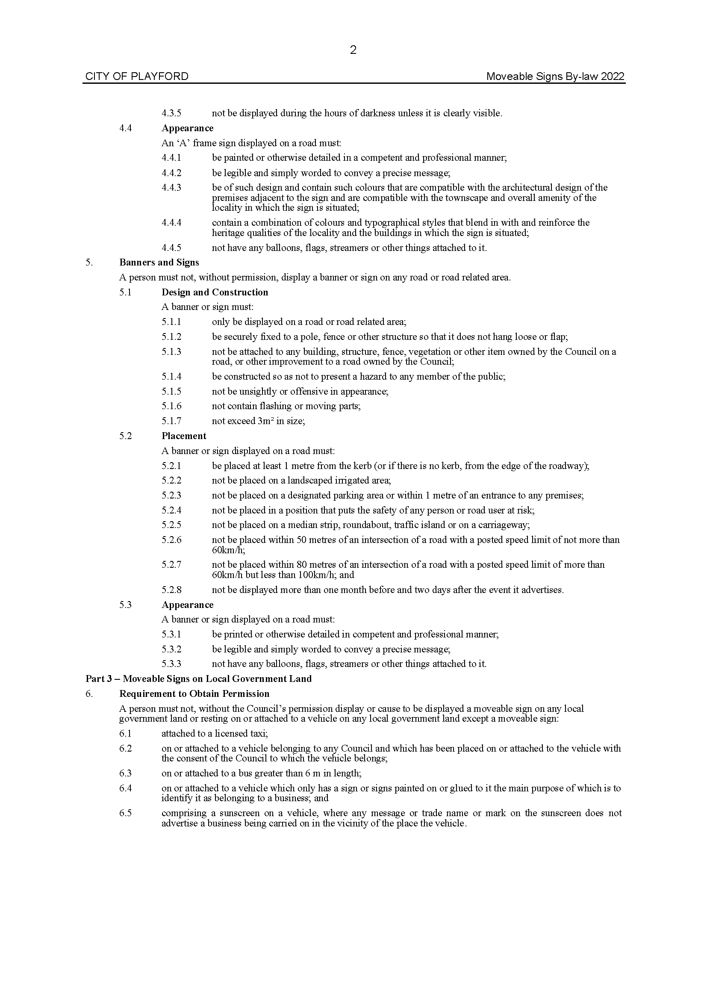 2
CITY OF PLAYFORD Moveable Signs By-law 2022
4.3.5 not be displayed during the hours of darkness unless it is clearly visible.
4.4 Appearance
An ‘A’ frame sign displayed on a road must:
4.4.1 be painted or otherwise detailed in a competent and professional manner;
4.4.2 be legible and simply worded to convey a precise message;
4.4.3 be of such design and contain such colours that are compatible with the architectural design of the
premises adjacent to the sign and are compatible with the townscape and overall amenity of the
locality in which the sign is situated;
4.4.4 contain a combination of colours and typographical styles that blend in with and reinforce the
heritage qualities of the locality and the buildings in which the sign is situated;
4.4.5 not have any balloons, flags, streamers or other things attached to it.
5. Banners and Signs
A person must not, without permission, display a banner or sign on any road or road related area.
5.1 Design and Construction
A banner or sign must:
5.1.1 only be displayed on a road or road related area;
5.1.2 be securely fixed to a pole, fence or other structure so that it does not hang loose or flap;
5.1.3 not be attached to any building, structure, fence, vegetation or other item owned by the Council on a
road, or other improvement to a road owned by the Council;
5.1.4 be constructed so as not to present a hazard to any member of the public;
5.1.5 not be unsightly or offensive in appearance;
5.1.6 not contain flashing or moving parts;
5.1.7 not exceed 3m² in size;
5.2 Placement
A banner or sign displayed on a road must:
5.2.1 be placed at least 1 metre from the kerb (or if there is no kerb, from the edge of the roadway);
5.2.2 not be placed on a landscaped irrigated area;
5.2.3 not be placed on a designated parking area or within 1 metre of an entrance to any premises;
5.2.4 not be placed in a position that puts the safety of any person or road user at risk;
5.2.5 not be placed on a median strip, roundabout, traffic island or on a carriageway;
5.2.6 not be placed within 50 metres of an intersection of a road with a posted speed limit of not more than
60km/h;
5.2.7 not be placed within 80 metres of an intersection of a road with a posted speed limit of more than
60km/h but less than 100km/h; and
5.2.8 not be displayed more than one month before and two days after the event it advertises.
5.3 Appearance
A banner or sign displayed on a road must:
5.3.1 be printed or otherwise detailed in competent and professional manner;
5.3.2 be legible and simply worded to convey a precise message;
5.3.3 not have any balloons, flags, streamers or other things attached to it.
Part 3 – Moveable Signs on Local Government Land
6. Requirement to Obtain Permission
A person must not, without the Council’s permission display or cause to be displayed a moveable sign on any local
government land or resting on or attached to a vehicle on any local government land except a moveable sign:
6.1 attached to a licensed taxi;
6.2 on or attached to a vehicle belonging to any Council and which has been placed on or attached to the vehicle with
the consent of the Council to which the vehicle belongs;
6.3 on or attached to a bus greater than 6 m in length;
6.4 on or attached to a vehicle which only has a sign or signs painted on or glued to it the main purpose of which is to
identify it as belonging to a business; and
6.5 comprising a sunscreen on a vehicle, where any message or trade name or mark on the sunscreen does not
advertise a business being carried on in the vicinity of the place the vehicle.